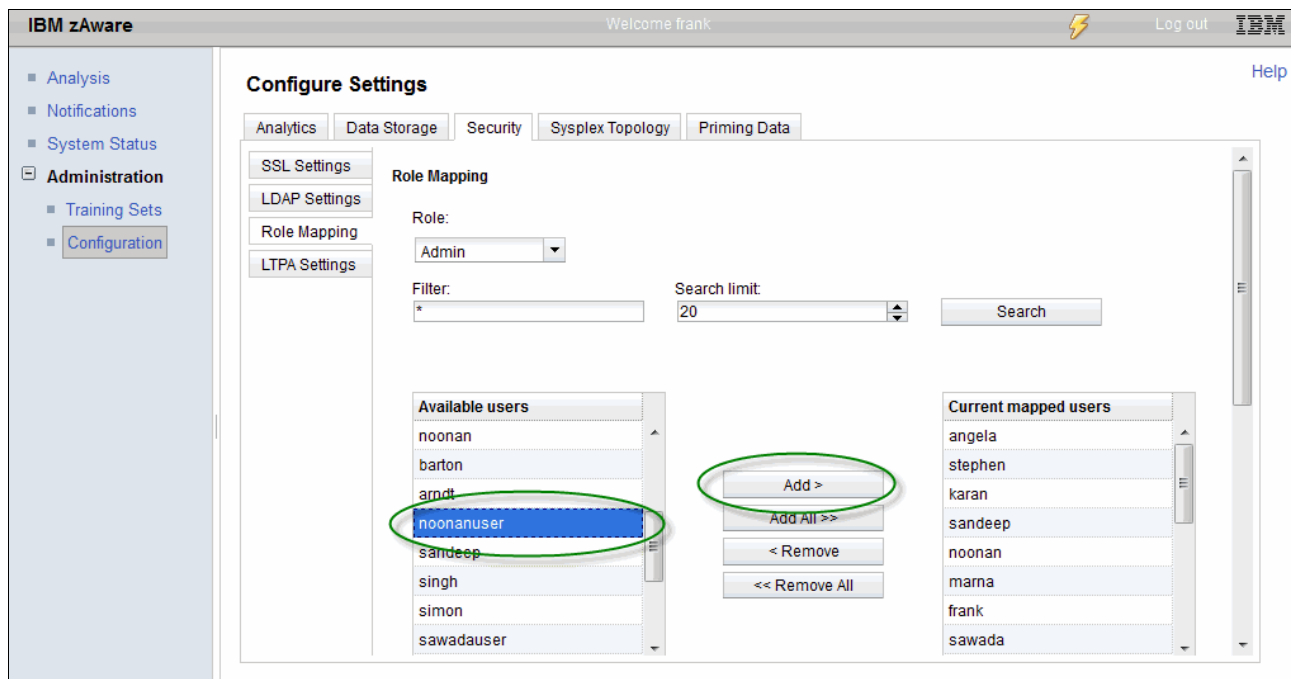 IBM zAware
Welcome frank
Log out
IBM
Analysis
Notifications
System Status
Administration
Training Sets
Configuration
Help
Configure Settings
Analytics
Data Storage
Security
Sysplex Topology
Priming Data
SSL Settings
LDAP Settings
Role Mapping
LTPA Settings
Role Mapping
Role:
Admin
Filter:
*
Search limit:
20
Search
Available users
noonan
barton
arndt
noonanuser
sandeep
singh
simon
sawadauser
Add >
Add All >>
< Remove
<< Remove All
Current mapped users
angela
stephen
karan
sandeep
noonan
marna
frank
sawada